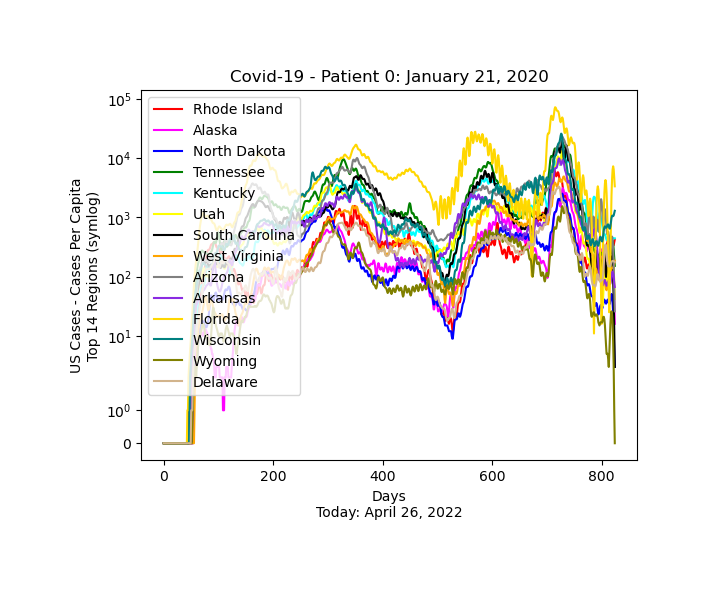 Covid-19 - Patient 0: January 21, 2020
US Cases - Cases Per Capita
Top 14 Regions (symlog)
10^5
10^4
10^3
10^2
10^1
10^0
0
Rhode Island
Alaska
North Dakota
Tennessee
Kentucky
Utah
South Carolina
West Virginia
Arizona
Arkansas
Florida
Wisconsin
Wyoming
Delaware
0 200 400 600 800
Days
Today: April 26, 2022